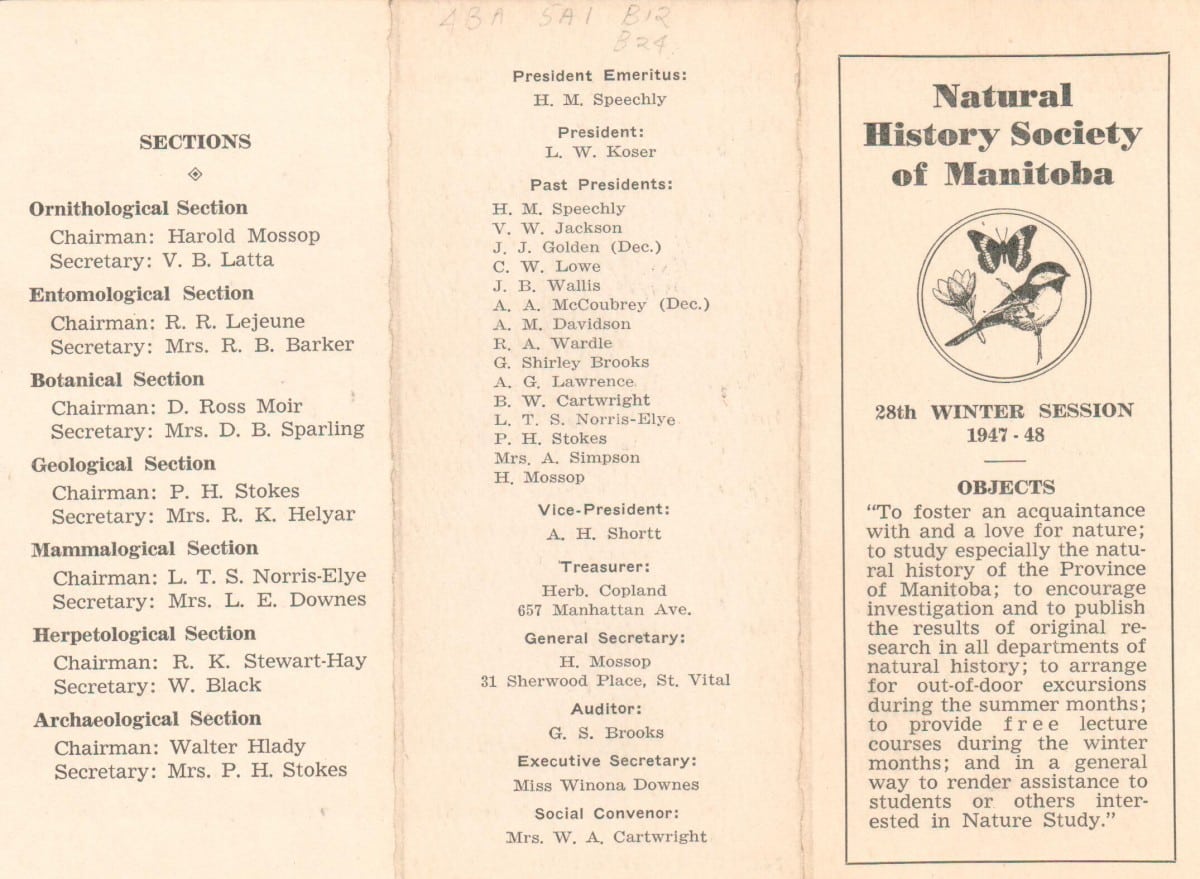 SECTIONS
Ornithological Section
Chairman: Harold Mossop
Secretary: V. B. Latta
Entomological Section
Chairman: R. R. Lejeune
Secretary: Mrs. R. B. Barker
Botanical Section
Chairman: D. Ross Moir
Secretary: Mrs. D. B. Sparling
Geological Section
Chairman: P. H. Stokes
Secretary: Mrs. R. K. Helyar
Mammalogical Section
Chairman: L. T. S. Norris-Elye
Secretary: Mrs. L. E. Downes
Herpetological Section
Chairman: R. K. Stewart-Hay
Secretary: W. Black
Archaeological Section
Chairman: Walter Hlady
Secretary: Mrs. P. H. Stokes
4BA 5A1 B12
B24
President Emeritus:
H. M. Speechly
President:
L. W. Koser
Past Presidents:
H. M. Speechly
V. W. Jackson
J. J. Golden (Dec.)
C. W. Lowe
J. B. Wallis
A. A. McCoubrey (Dec.)
A. M. Davidson
R. A. Wardle
G. Shirley Brooks
A. G. Lawrence
B. W. Cartwright
L. T. S. Norris-Elye
P. H. Stokes
Mrs. A. Simpson
H. Mossop
Vice-President:
A. H. Shortt
Treasurer:
Herb. Copland
657 Manhattan Ave.
General Secretary:
H. Mossop
31 Sherwood Place, St. Vital
Auditor:
G. S. Brooks
Executive Secretary:
Miss Winona Downes
Social Convenor:
Mrs. W. A. Cartwright
Natural
History Society
of Manitoba
28th WINTER SESSION
1947-48
OBJECTS
"To foster an acquaintance
with and a love for nature;
to study especially the natu-
ral history of the Province
of Manitoba; to encourage
investigation and to publish
the results of original re-
search in all departments of
natural history; to arrange
for out-of-door excursions
during the summer months;
to provide free lecture
courses during the winter
months; and in a general
way to render assistance to
students or others inter-
ested in Nature Study."